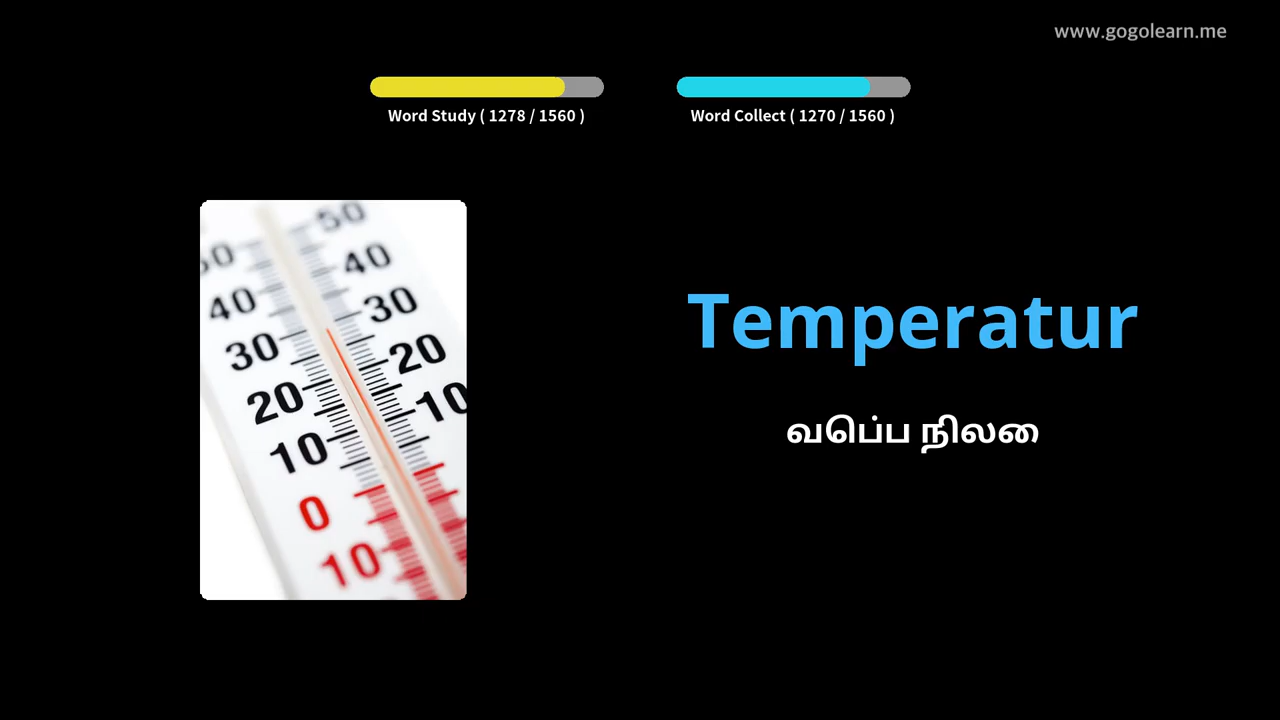 www.gogolearn.me
Word Study ( 1278 / 1560 )
Word Collect ( 1270 / 1560 )
50
50
40
40
30
30
20
20
10
10
0
10
Temperatur
வெப்ப நிலை